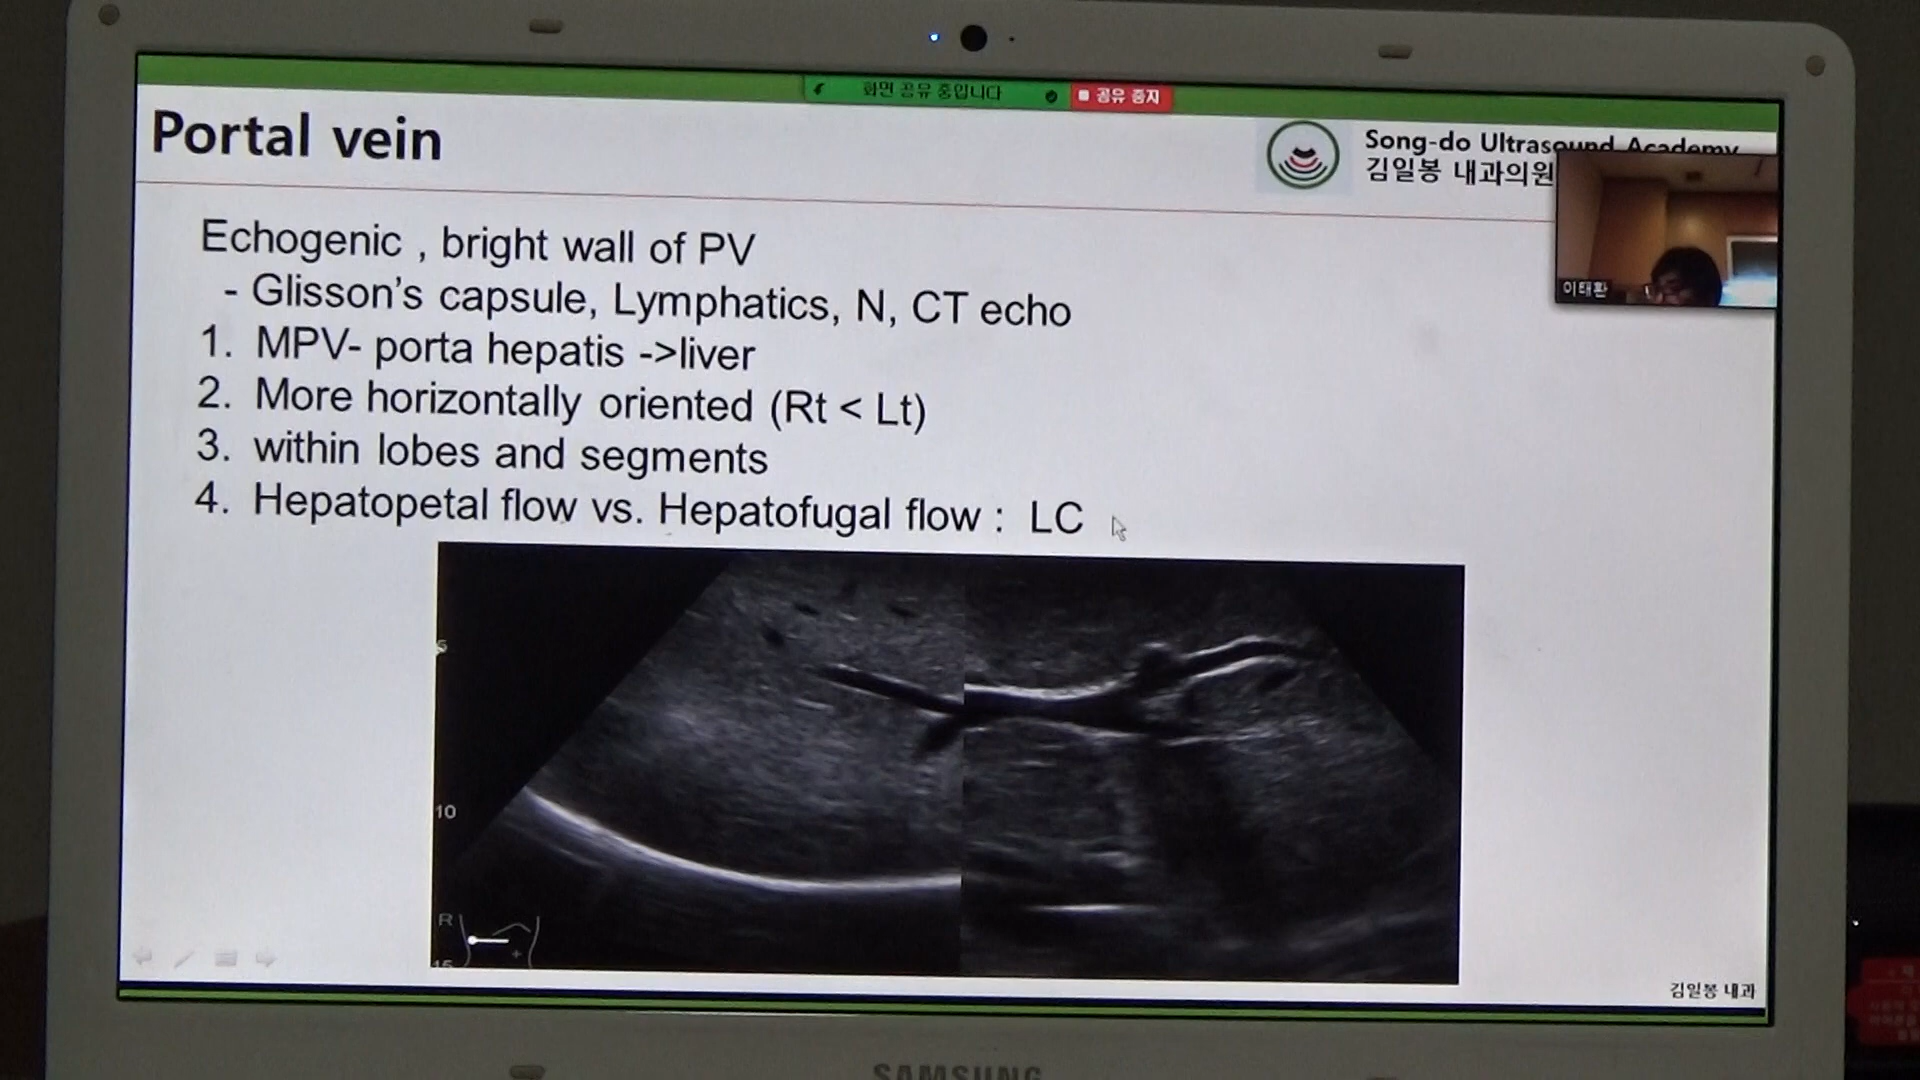 화면 공유 중입니다
공유 중지
Portal vein
Song-do Ultrasound Academy
김일봉 내과의원
이태환
Echogenic , bright wall of PV
- Glisson's capsule, Lymphatics, N, CT echo
1. MPV- porta hepatis ->liver
2. More horizontally oriented (Rt < Lt)
3. within lobes and segments
4. Hepatopetal flow vs. Hepatofugal flow : LC
5
10
R
15
김일봉 내과
SAMSUNG